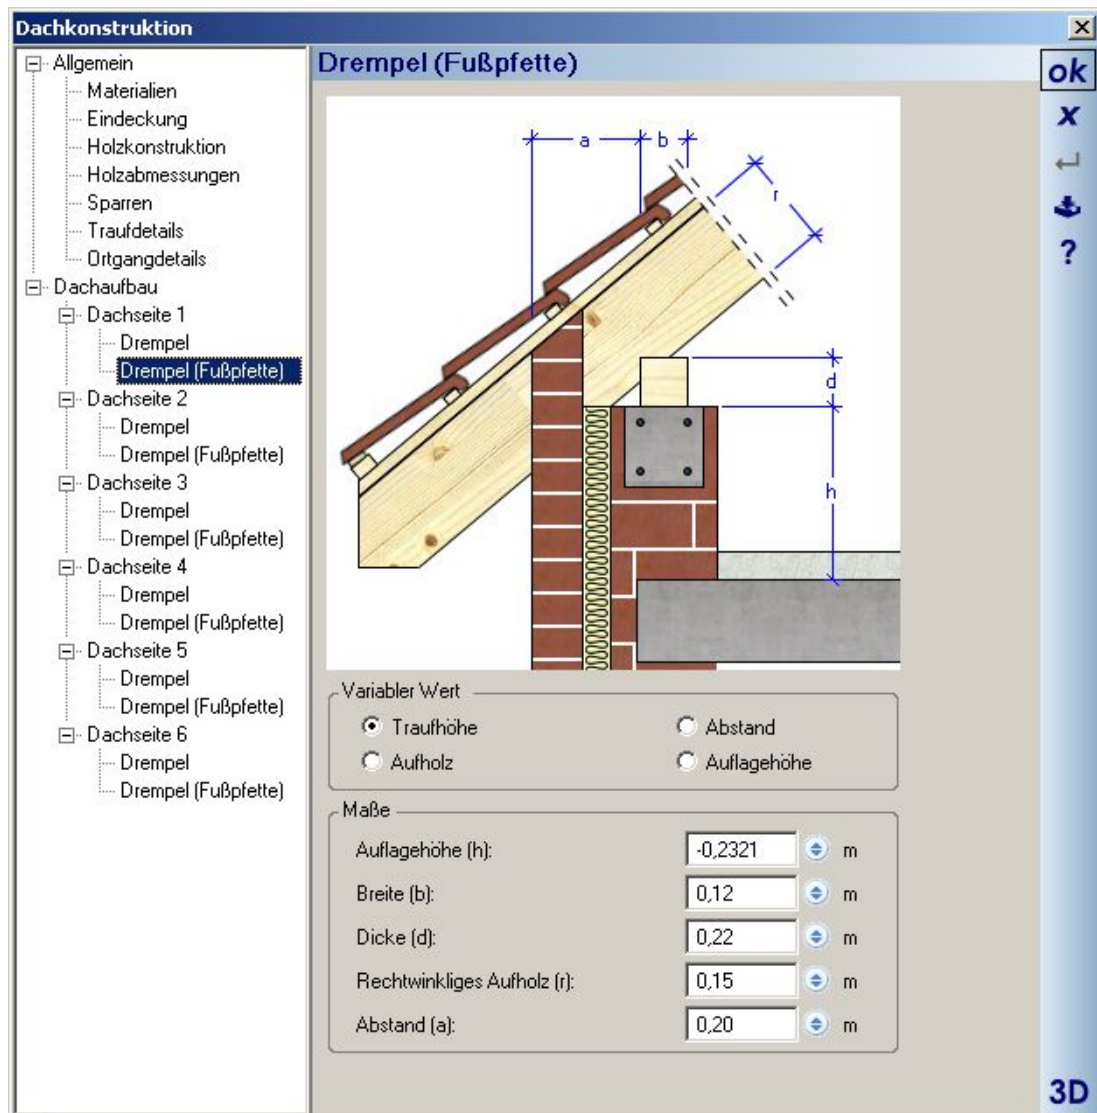 Dachkonstruktion
Allgemein
Materialien
Eindeckung
Holzkonstruktion
Holzabmessungen
Sparren
Traufdetails
Ortgangdetails
Dachaufbau
Dachseite 1
Drempel
Drempel (Fußpfette)
Dachseite 2
Drempel
Drempel (Fußpfette)
Dachseite 3
Drempel
Drempel (Fußpfette)
Dachseite 4
Drempel
Drempel (Fußpfette)
Dachseite 5
Drempel
Drempel (Fußpfette)
Dachseite 6
Drempel
Drempel (Fußpfette)
Drempel (Fußpfette)
a b
r
d
h
Variabler Wert
Traufhöhe Abstand
Aufholz Auflagehöhe
Maße
Auflagehöhe (h): -0,2321 m
Breite (b): 0,12 m
Dicke (d): 0,22 m
Rechtwinkliges Aufholz (r): 0,15 m
Abstand (a): 0,20 m
ok
x
?
3D